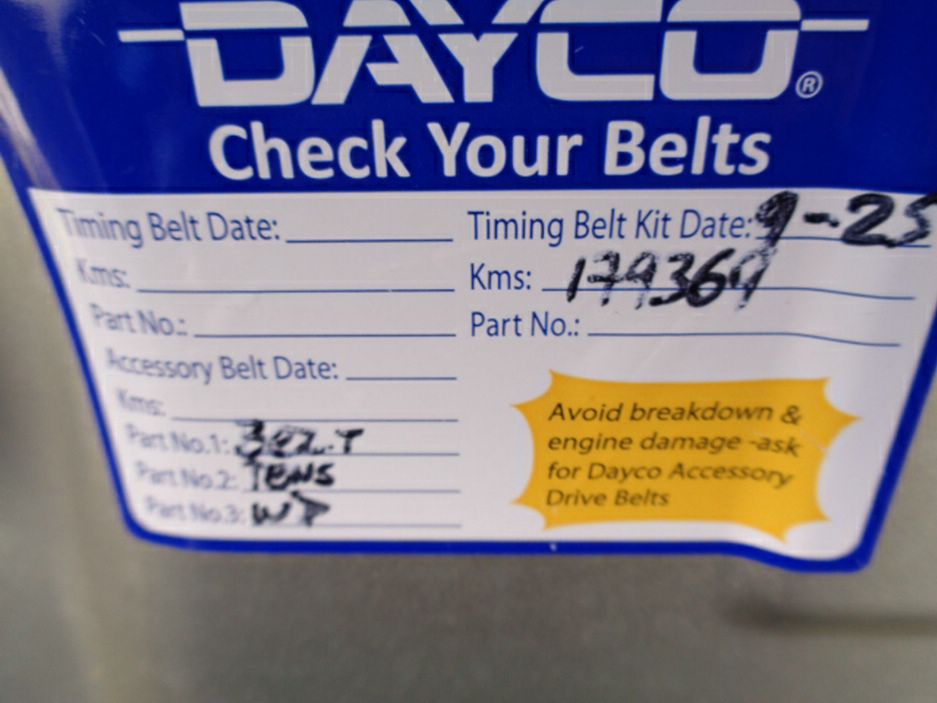 DAYCO®
Check Your Belts
Timing Belt Date:
Kms:
Part No.:
Accessory Belt Date:
Kms:
Part No.1:
Part No.2: TENS
Part No.3: WP
Timing Belt Kit Date: 9-25
Kms: 179369
Part No.:
Avoid breakdown &
engine damage -ask
for Dayco Accessory
Drive Belts